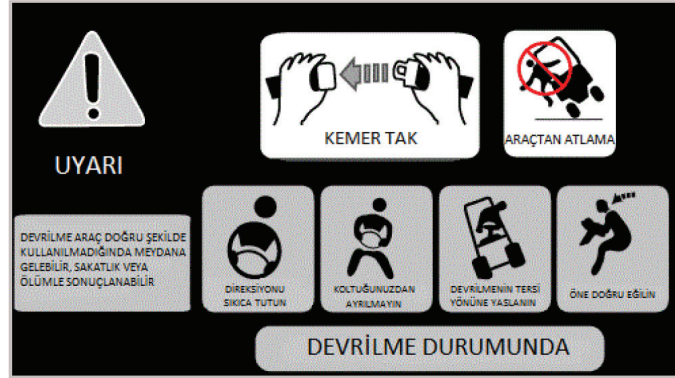 UYARI
KEMER TAK
ARAÇTAN ATLAMA
DEVRİLME ARAÇ DOĞRU ŞEKİLDE
KULLANILMADIĞINDA MEYDANA
GELEBİLİR, SAKATLIK VEYA
ÖLÜMLE SONUÇLANABİLİR
DİREKSİYONU
SIKICA TUTUN
KOLTUĞUNUZDAN
AYRILMAYIN
DEVRİLMENİN TERSİ
YÖNÜNE YASLANIN
ÖNE DOĞRU EĞİLİN
DEVRİLME DURUMUNDA